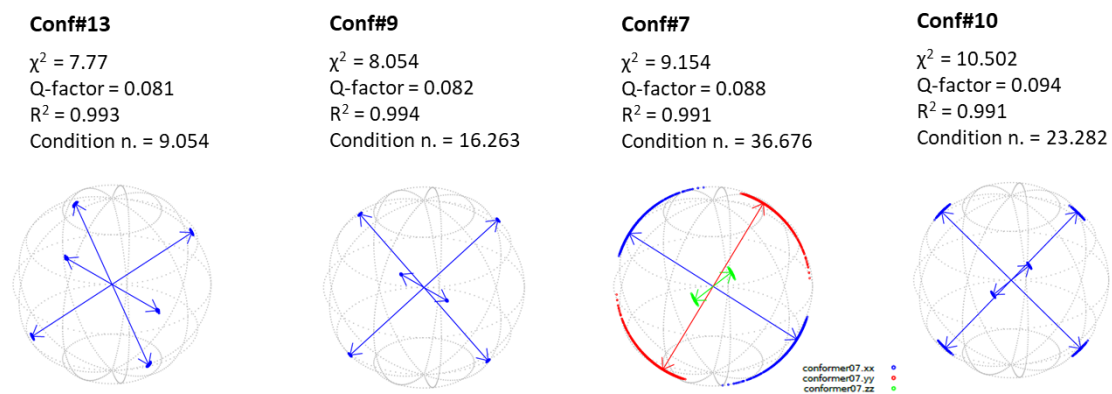 Conf#13
χ² = 7.77
Q-factor = 0.081
R² = 0.993
Condition n. = 9.054
Conf#9
χ² = 8.054
Q-factor = 0.082
R² = 0.994
Condition n. = 16.263
Conf#7
χ² = 9.154
Q-factor = 0.088
R² = 0.991
Condition n. = 36.676
Conf#10
χ² = 10.502
Q-factor = 0.094
R² = 0.991
Condition n. = 23.282
conformer07.xx
conformer07.yy
conformer07.zz